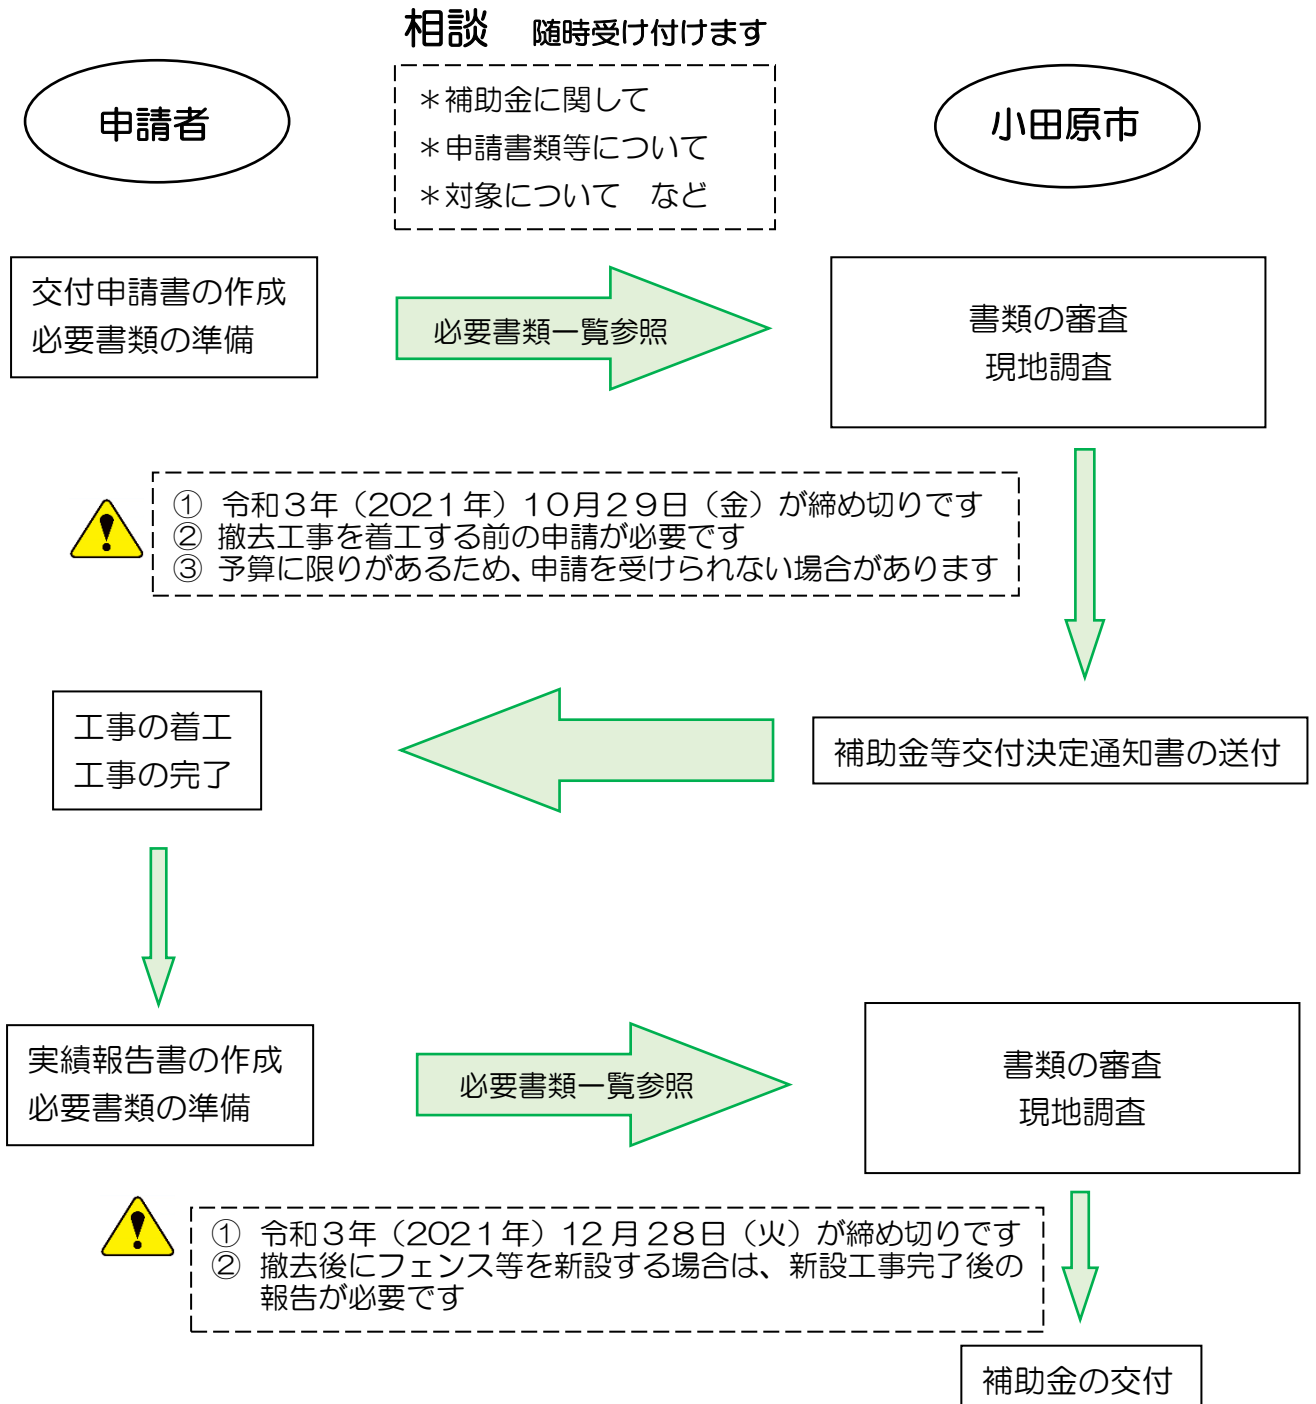 相談　随時受け付けます
申請者
＊補助金に関して
＊申請書類等について
＊対象について　など
小田原市
交付申請書の作成
必要書類の準備
必要書類一覧参照
書類の審査
現地調査
① 令和３年（2021年）10月29日（金）が締め切りです
② 撤去工事を着工する前の申請が必要です
③ 予算に限りがあるため、申請を受けられない場合があります
工事の着工
工事の完了
補助金等交付決定通知書の送付
実績報告書の作成
必要書類の準備
必要書類一覧参照
書類の審査
現地調査
① 令和３年（2021年）12月28日（火）が締め切りです
② 撤去後にフェンス等を新設する場合は、新設工事完了後の
報告が必要です
補助金の交付